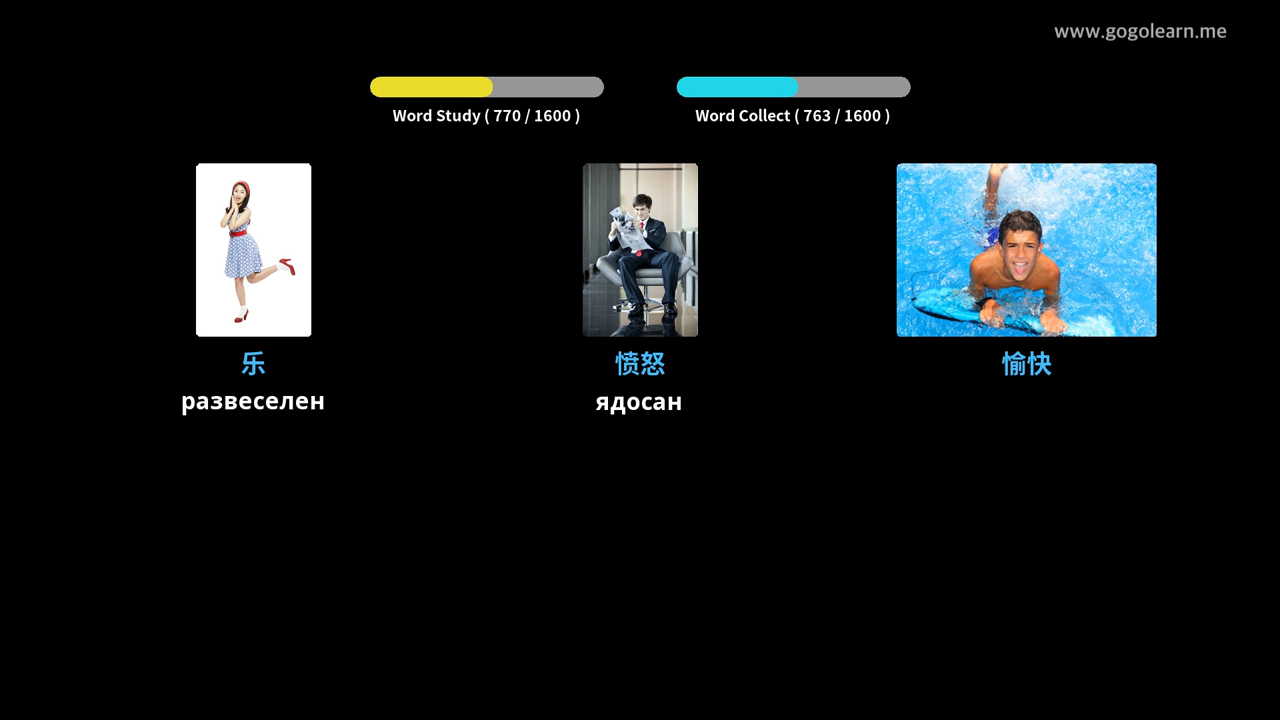 www.gogolearn.me
Word Study ( 770 / 1600 )
Word Collect ( 763 / 1600 )
乐
愤怒
愉快
развеселен
ядосан